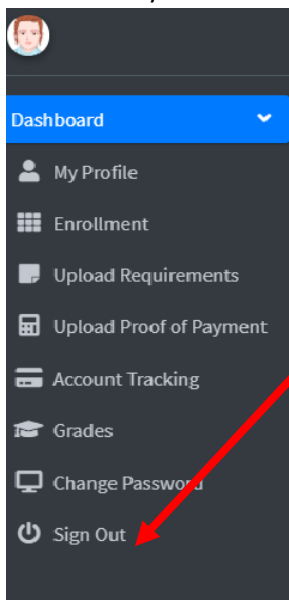 Dashboard
My Profile
Enrollment
Upload Requirements
Upload Proof of Payment
Account Tracking
Grades
Change Password
Sign Out